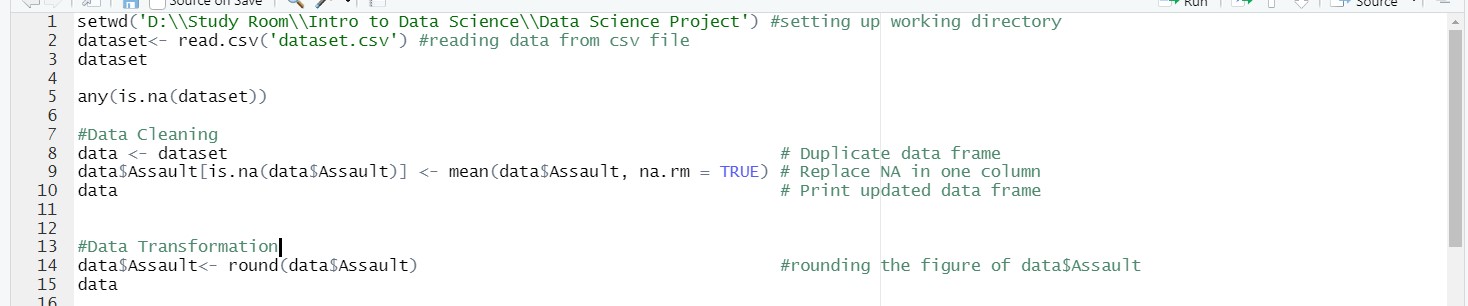 Source on Save Run Source
1 setwd('D:\\Study Room\\Intro to Data Science\\Data Science Project') #setting up working directory
2 dataset<- read.csv('dataset.csv') #reading data from csv file
3 dataset
4
5 any(is.na(dataset))
6
7 #Data Cleaning
8 data <- dataset # Duplicate data frame
9 data$Assault[is.na(data$Assault)] <- mean(data$Assault, na.rm = TRUE) # Replace NA in one column
10 data # Print updated data frame
11
12
13 #Data Transformation
14 data$Assault<- round(data$Assault) #rounding the figure of data$Assault
15 data
16